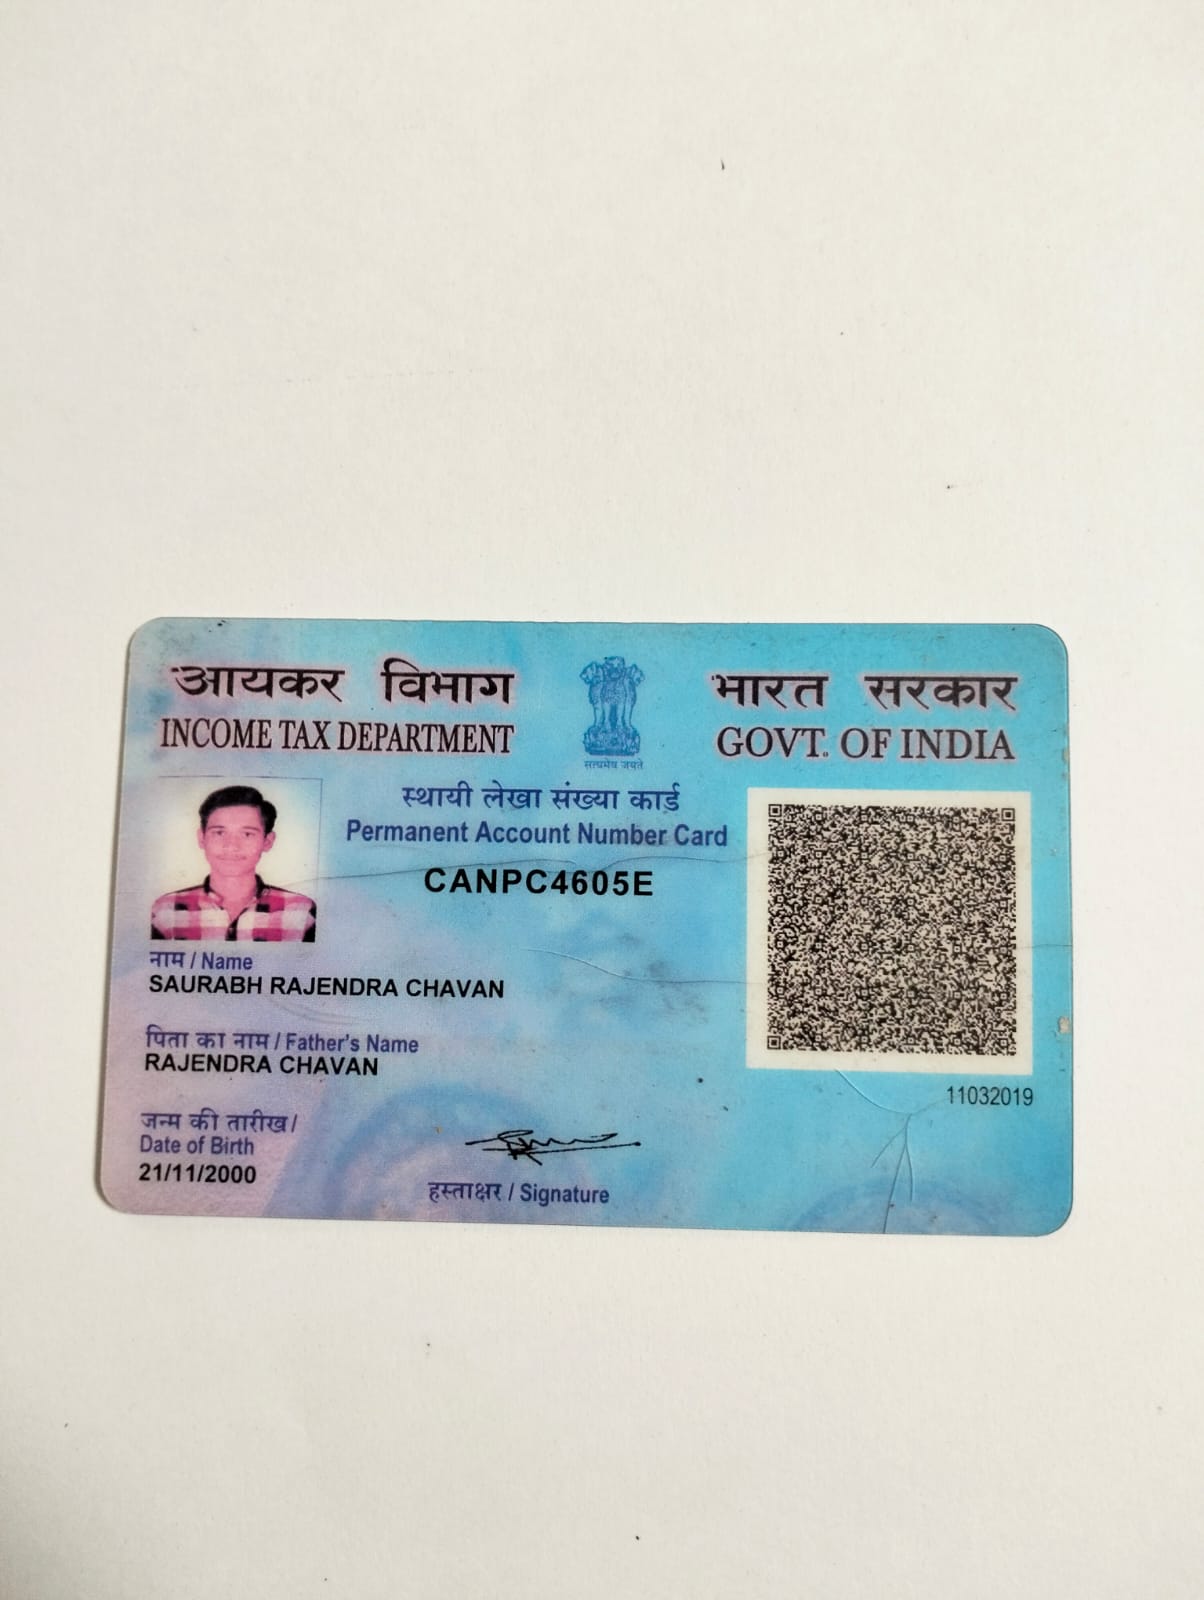 आयकर विभाग
INCOME TAX DEPARTMENT
सत्यमेव जयते
भारत सरकार
GOVT. OF INDIA
स्थायी लेखा संख्या कार्ड
Permanent Account Number Card
CANPC4605E
नाम / Name
SAURABH RAJENDRA CHAVAN
पिता का नाम / Father's Name
RAJENDRA CHAVAN
जन्म की तारीख /
Date of Birth
21/11/2000
हस्ताक्षर / Signature
11032019